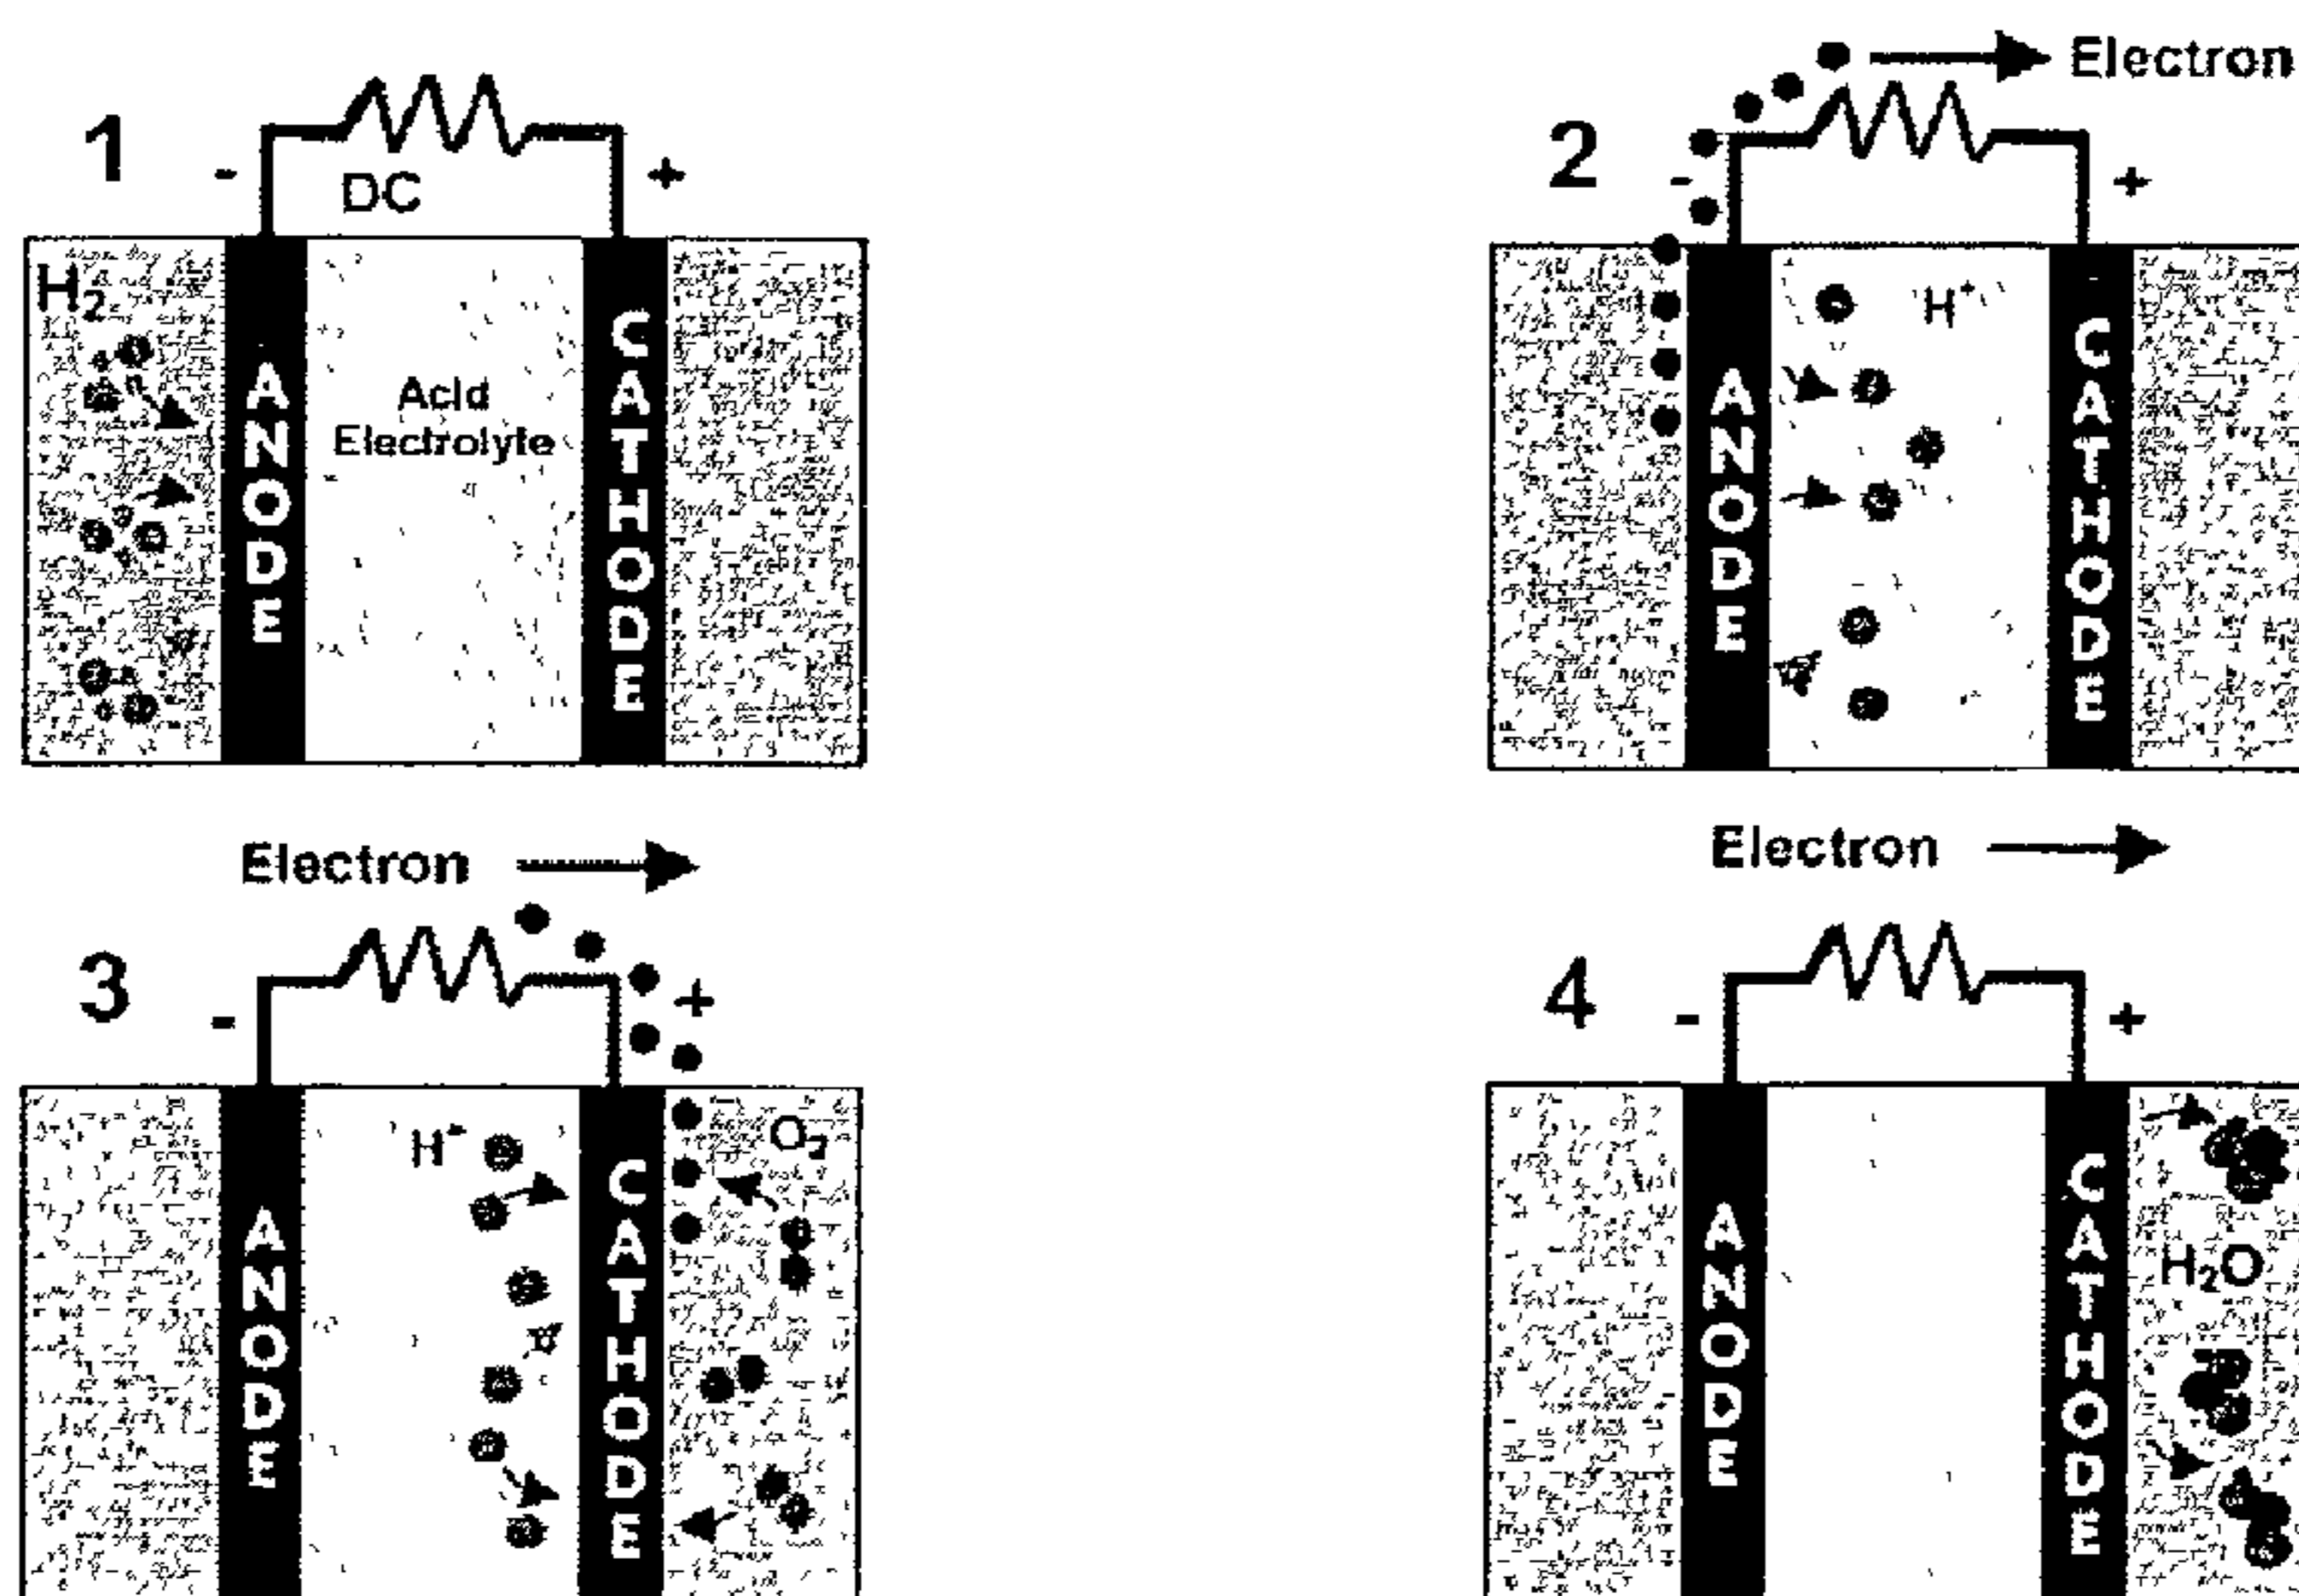 1
-
DC
+
H₂
ANODE
Acid
Electrolyte
CATHODE
2
Electron
-
+
H⁺
ANODE
CATHODE
Electron
3
-
+
H⁺
O₂
ANODE
CATHODE
Electron
4
-
+
ANODE
CATHODE
H₂O